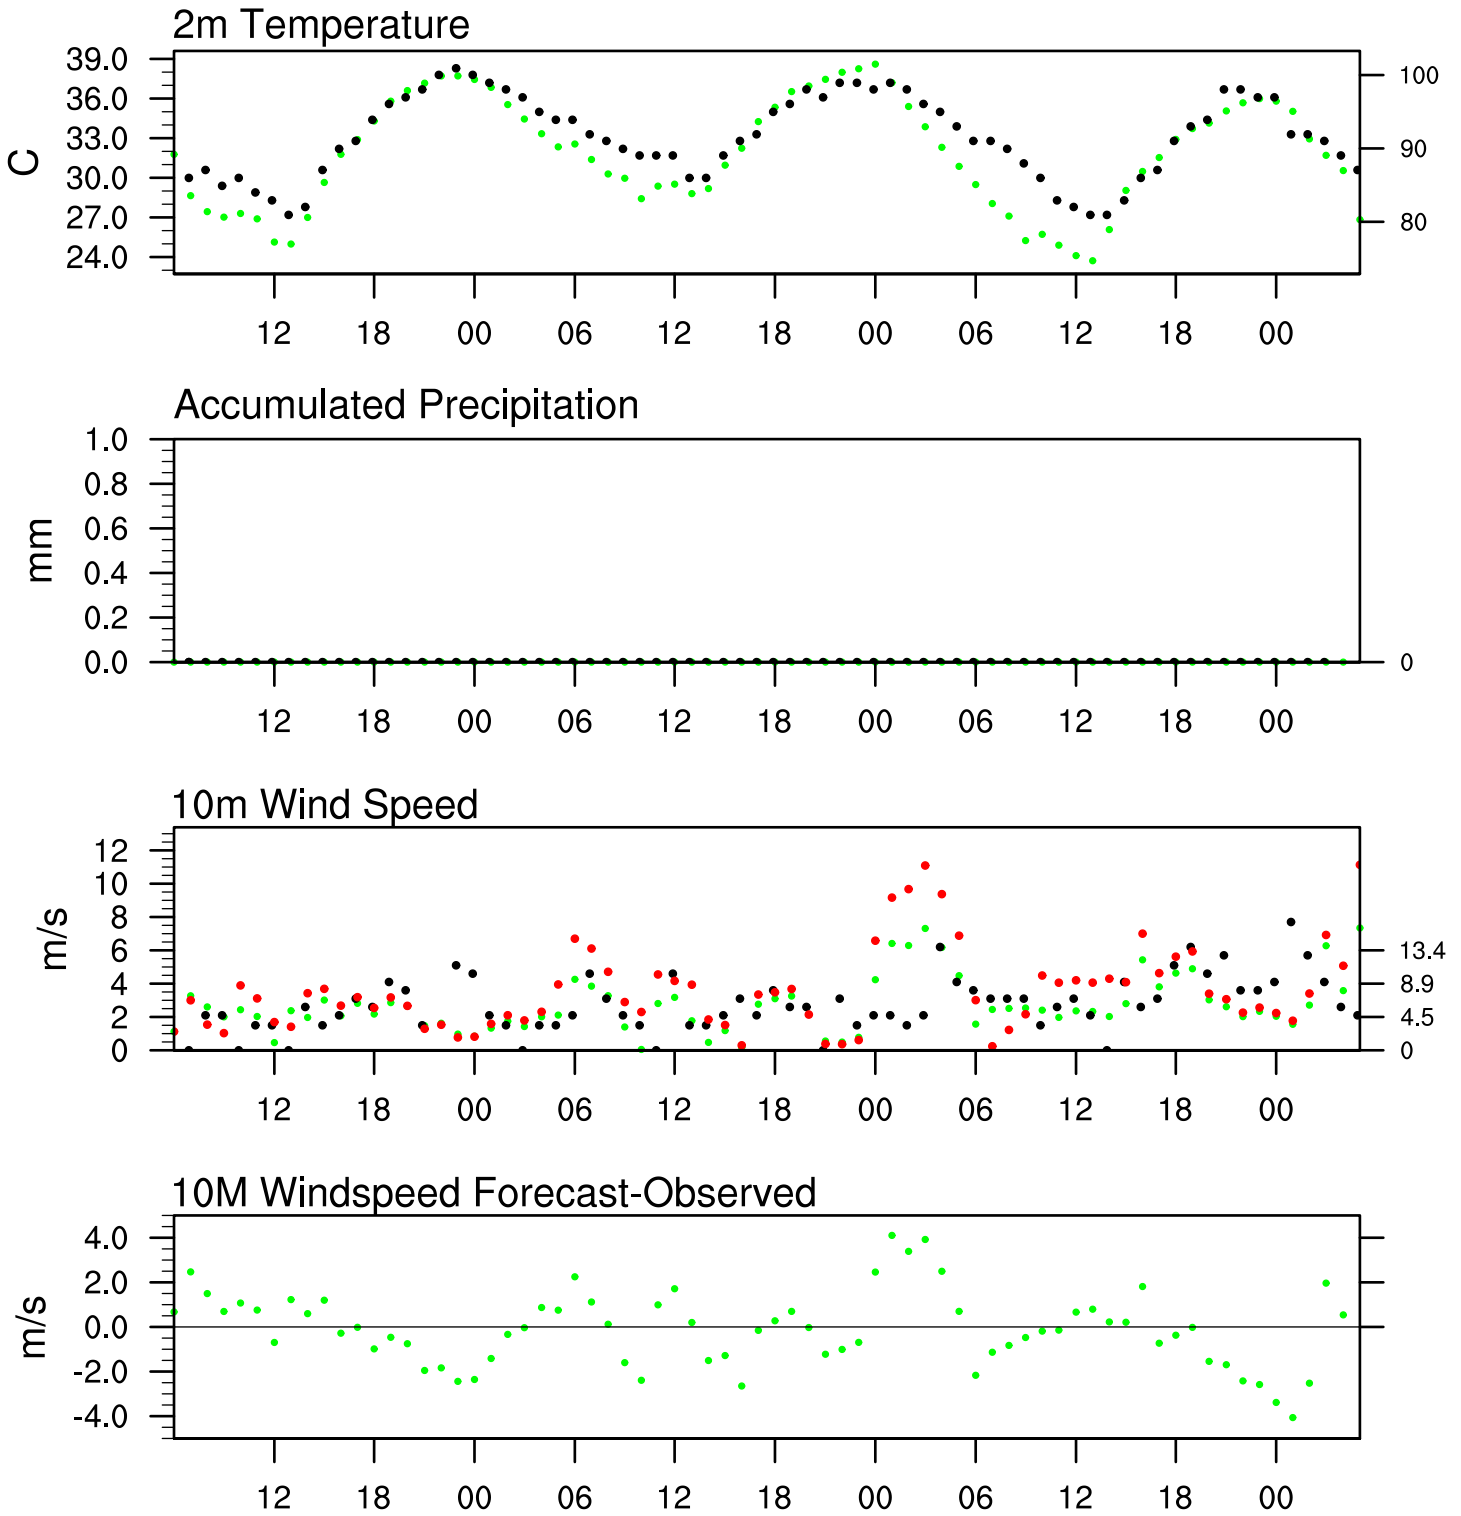 2m Temperature
39.0
36.0
33.0
30.0
27.0
24.0
C
100
90
80
12 18 00 06 12 18 00 06 12 18 00
Accumulated Precipitation
1.0
0.8
0.6
0.4
0.2
0.0
mm
0
12 18 00 06 12 18 00 06 12 18 00
10m Wind Speed
12
10
8
6
4
2
0
m/s
13.4
8.9
4.5
0
12 18 00 06 12 18 00 06 12 18 00
10M Windspeed Forecast-Observed
4.0
2.0
0.0
-2.0
-4.0
m/s
12 18 00 06 12 18 00 06 12 18 00